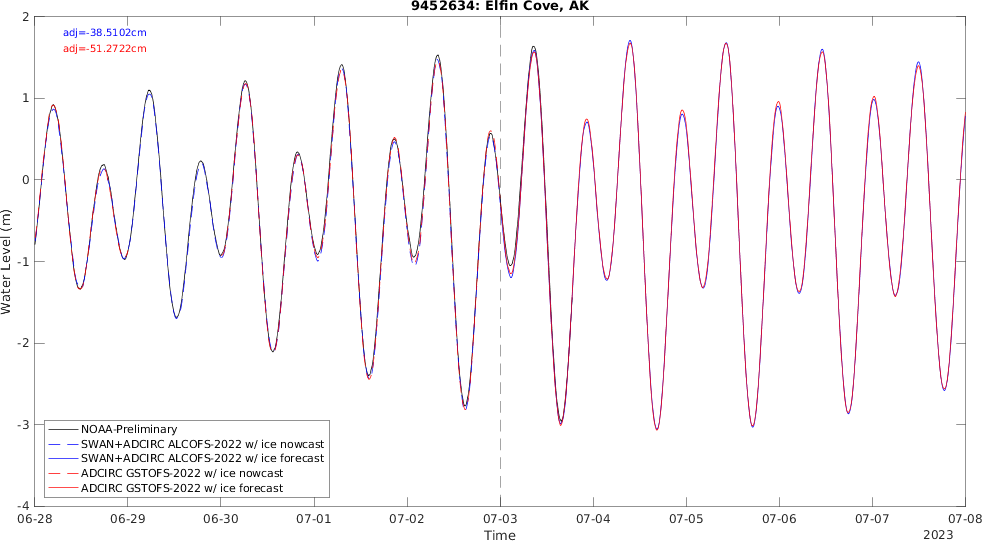 9452634: Elfin Cove, AK
adj=-38.5102cm
adj=-51.2722cm
Water Level (m)
2
1
0
-1
-2
-3
-4
NOAA-Preliminary
SWAN+ADCIRC ALCOFS-2022 w/ ice nowcast
SWAN+ADCIRC ALCOFS-2022 w/ ice forecast
ADCIRC GSTOFS-2022 w/ ice nowcast
ADCIRC GSTOFS-2022 w/ ice forecast
06-28 06-29 06-30 07-01 07-02 07-03 07-04 07-05 07-06 07-07 07-08
Time
2023